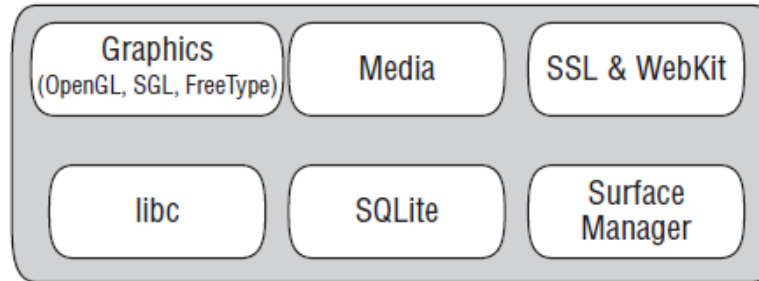 Graphics
(OpenGL, SGL, FreeType)
Media
SSL & WebKit
libc
SQLite
Surface
Manager